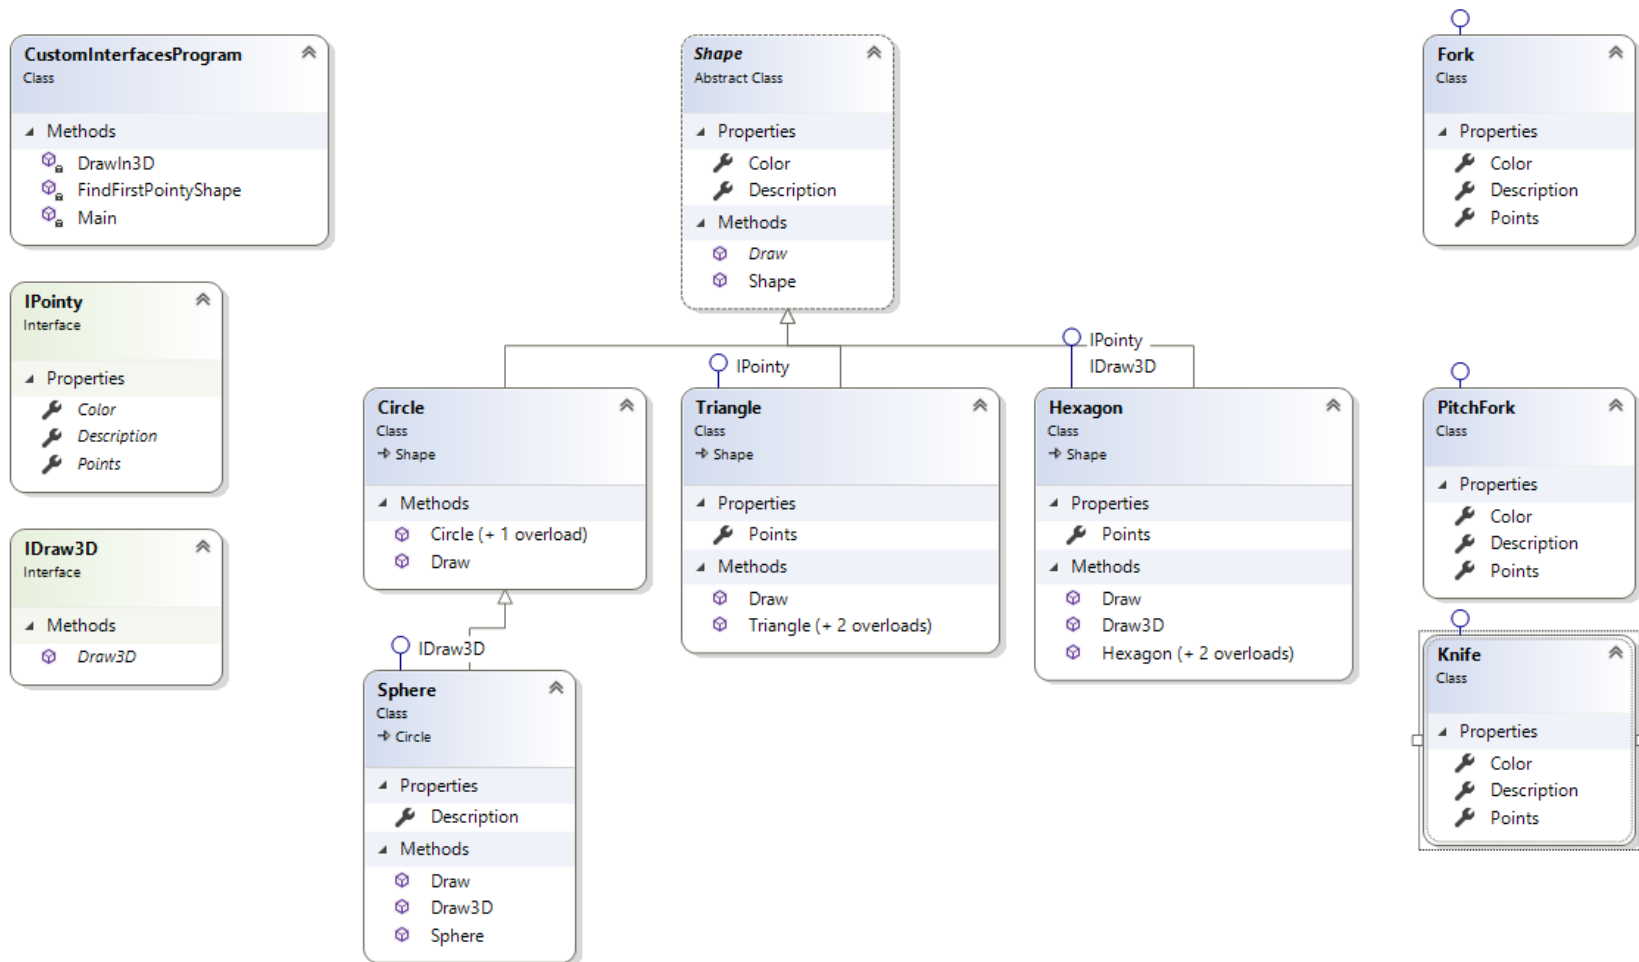 CustomInterfacesProgram
Class
Methods
DrawIn3D
FindFirstPointyShape
Main
IPointy
Interface
Properties
Color
Description
Points
IDraw3D
Interface
Methods
Draw3D
Shape
Abstract Class
Properties
Color
Description
Methods
Draw
Shape
Circle
Class
Shape
Methods
Circle (+ 1 overload)
Draw
IDraw3D
Sphere
Class
Circle
Properties
Description
Methods
Draw
Draw3D
Sphere
IPointy
Triangle
Class
Shape
Properties
Points
Methods
Draw
Triangle (+ 2 overloads)
IPointy
IDraw3D
Hexagon
Class
Shape
Properties
Points
Methods
Draw
Draw3D
Hexagon (+ 2 overloads)
Fork
Class
Properties
Color
Description
Points
PitchFork
Class
Properties
Color
Description
Points
Knife
Class
Properties
Color
Description
Points